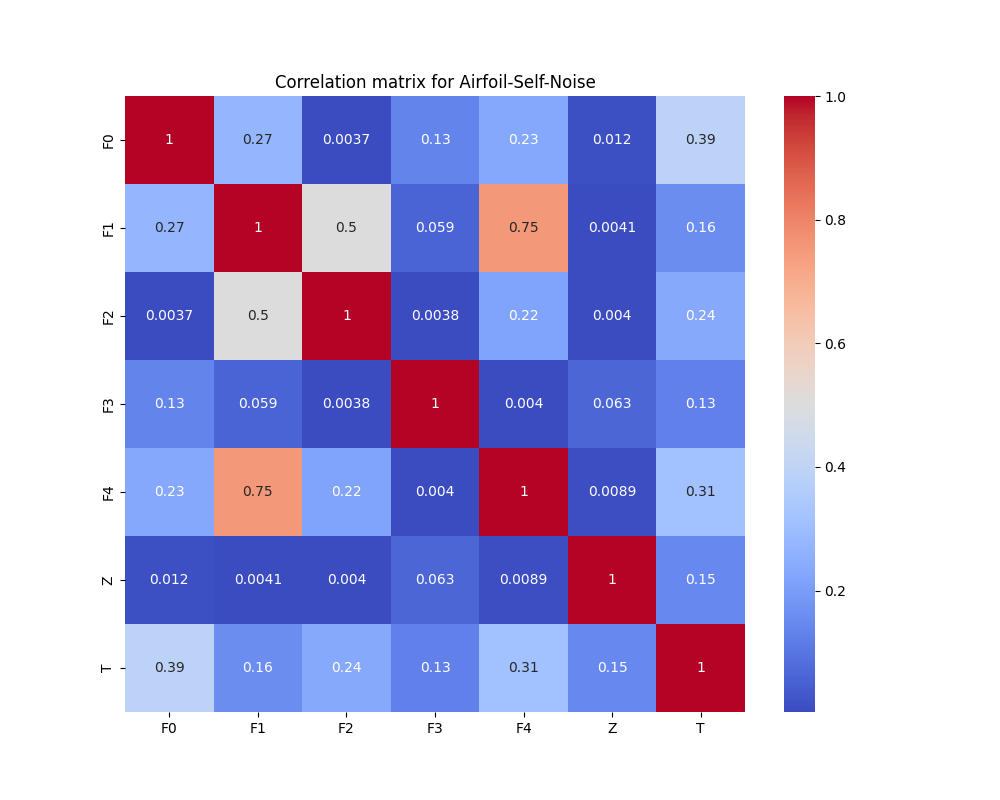 Correlation matrix for Airfoil-Self-Noise
F0 1 0.27 0.0037 0.13 0.23 0.012 0.39
F1 0.27 1 0.5 0.059 0.75 0.0041 0.16
F2 0.0037 0.5 1 0.0038 0.22 0.004 0.24
F3 0.13 0.059 0.0038 1 0.004 0.063 0.13
F4 0.23 0.75 0.22 0.004 1 0.0089 0.31
Z 0.012 0.0041 0.004 0.063 0.0089 1 0.15
T 0.39 0.16 0.24 0.13 0.31 0.15 1
F0 F1 F2 F3 F4 Z T
1.0
0.8
0.6
0.4
0.2